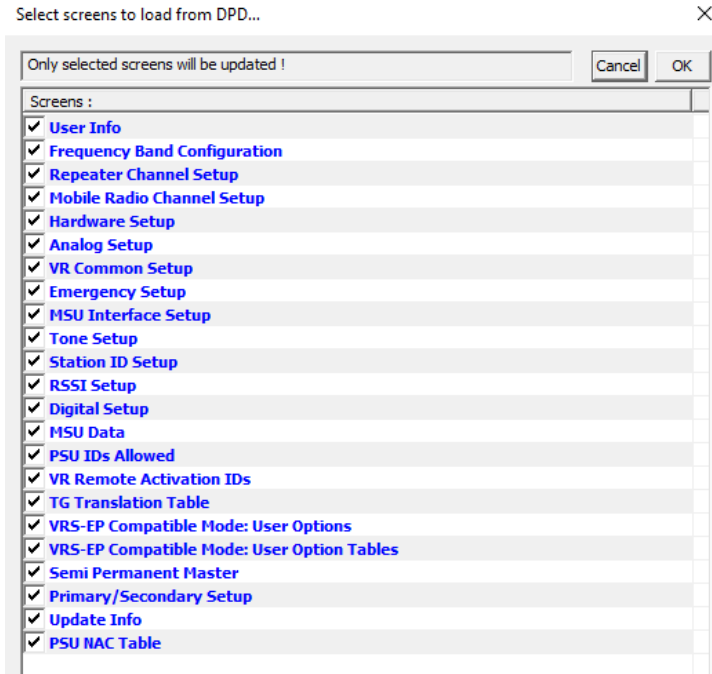 Select screens to load from DPD...
Only selected screens will be updated !
Cancel
OK
Screens :
User Info
Frequency Band Configuration
Repeater Channel Setup
Mobile Radio Channel Setup
Hardware Setup
Analog Setup
VR Common Setup
Emergency Setup
MSU Interface Setup
Tone Setup
Station ID Setup
RSSI Setup
Digital Setup
MSU Data
PSU IDs Allowed
VR Remote Activation IDs
TG Translation Table
VRS-EP Compatible Mode: User Options
VRS-EP Compatible Mode: User Option Tables
Semi Permanent Master
Primary/Secondary Setup
Update Info
PSU NAC Table